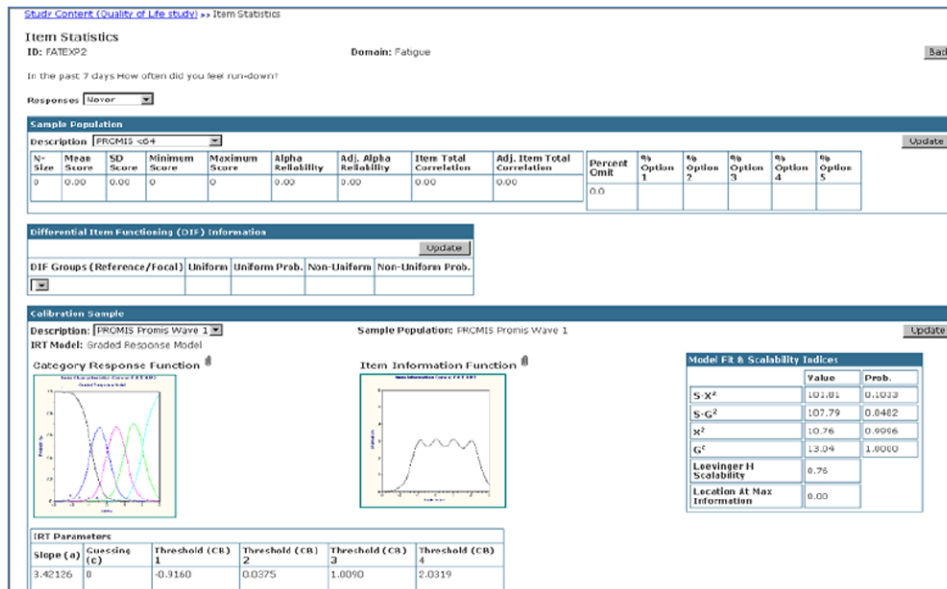 Study Content (Quality of Life study) »» Item Statistics
Item Statistics
ID: FATEXP2 Domain: Fatigue Back
In the past 7 days How often did you feel run-down?
Responses Never
Sample Population
Description PROMIS <64 Update
N-Size Mean Score SD Score Minimum Score Maximum Score Alpha Reliability Adj. Alpha Reliability Item Total Correlation Adj. Item Total Correlation Percent Omit % Option 1 % Option 2 % Option 3 % Option 4 % Option 5
0 0.00 0.00 0 0 0.00 0.00 0.00 0.00 0.0
Differential Item Functioning (DIF) Information
Update
DIF Groups (Reference/Focal) Uniform Uniform Prob. Non-Uniform Non-Uniform Prob.
Calibration Sample
Description: PROMIS Promis Wave 1 Sample Population: PROMIS Promis Wave 1 Update
IRT Model: Graded Response Model
Category Response Function Item Information Function
Graded Response Model
Model Fit & Scalability Indices
Value Prob.
S-X² 101.81 0.1033
S-G² 107.79 0.0482
X² 10.76 0.9996
G² 13.04 1.0000
Loevinger H Scalability 0.76
Location At Max Information 0.00
IRT Parameters
Slope (a) Guessing (c) Threshold (CB) 1 Threshold (CB) 2 Threshold (CB) 3 Threshold (CB) 4
3.42126 0 -0.9160 0.0375 1.0090 2.0319